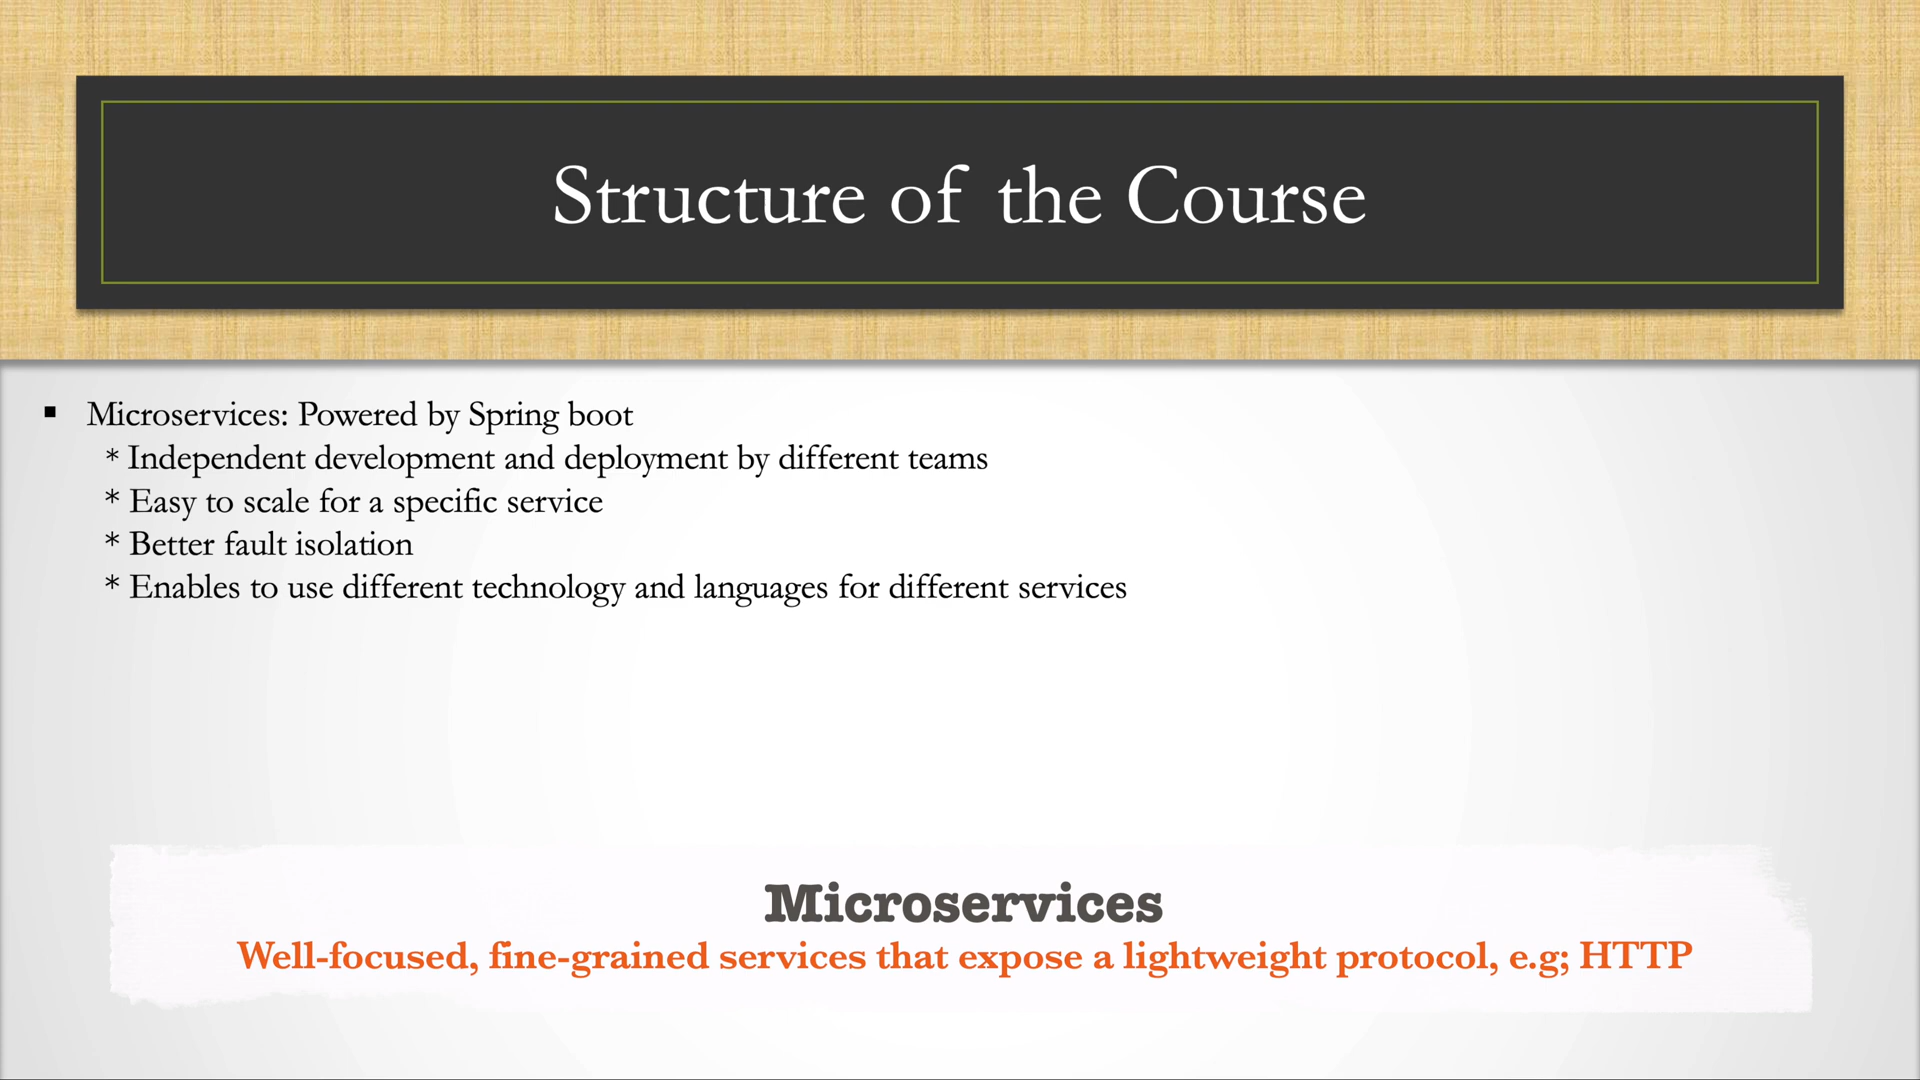 Structure of the Course
▪ Microservices: Powered by Spring boot
* Independent development and deployment by different teams
* Easy to scale for a specific service
* Better fault isolation
* Enables to use different technology and languages for different services
Microservices
Well-focused, fine-grained services that expose a lightweight protocol, e.g; HTTP